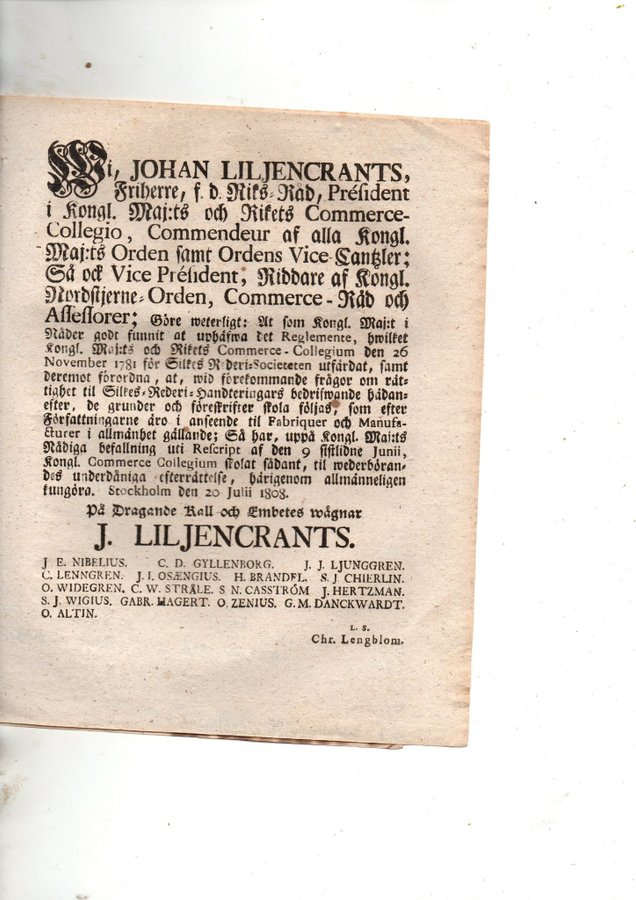 Wi, JOHAN LILJENCRANTS,
Friherre, f. d. Riks-Råd, Præsident
i Kongl. Maj:ts och Rikets Commerce-
Collegio, Commendeur af alla Kongl.
Maj:ts Orden samt Ordens Vice-Cantzler;
Så ock Vice Præsident, Riddare af Kongl.
Nordstjerne-Orden, Commerce-Råd och
Assessorer; Göre weterligt: At som Kongl. Maj:t i
Nåder godt funnit at uphäfwa det Reglemente, hwilket
Kongl. Maj:ts och Rikets Commerce-Collegium den 26
November 1781 för Silkes Rederi-Societeten utfärdat, samt
deremot förordna, at, wid förekommande frågor om rät-
tighet til Silkes-Rederi-Handteringars bedrifwande hädan-
efter, de grunder och föreskrifter skola följas, som efter
Författningarne äro i anseende til Fabriquer och Manufa-
cturer i allmänhet gällande; Så har, uppå Kongl. Maj:ts
Nådiga befallning uti Rescript af den 9 sistlidne Junii,
Kongl. Commerce Collegium skolat sådant, til wederböran-
des underdåniga efterrättelse, härigenom allmänneligen
kungöra. Stockholm den 20 Julii 1808.
På Dragande Kall och Embetes wägnar
J. LILJENCRANTS.
J. E. NIBELIUS. C. D. GYLLENBORG. J. J. LJUNGGREN.
C. LENNGREN. J. I. OSÆNGIUS. H. BRANDEL. S. J. CHIERLIN.
O. WIDEGREN. C. W. STRÅLE. S. N. CASSTRÖM J. HERTZMAN.
S. J. WIGIUS. GABR. HAGERT. O. ZENIUS. G. M. DANCKWARDT.
O. ALTIN.
L. S.
Chr. Lengblom.